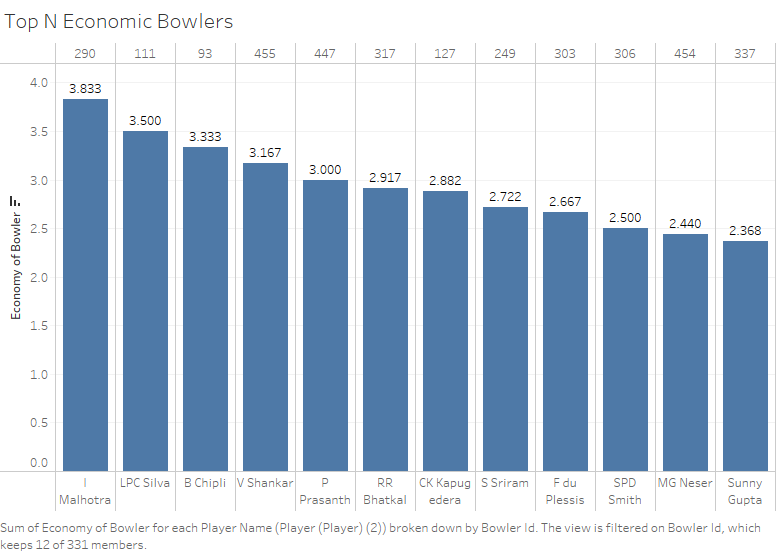 Top N Economic Bowlers
290 111 93 455 447 317 127 249 303 306 454 337
4.0
3.5
3.0
2.5
2.0
1.5
1.0
0.5
0.0
Economy of Bowler
3.833
3.500
3.333
3.167
3.000
2.917
2.882
2.722
2.667
2.500
2.440
2.368
I
Malhotra
LPC Silva
B Chipli
V Shankar
P
Prasanth
RR
Bhatkal
CK Kapug
edera
S Sriram
F du
Plessis
SPD
Smith
MG Neser
Sunny
Gupta
Sum of Economy of Bowler for each Player Name (Player (Player) (2)) broken down by Bowler Id. The view is filtered on Bowler Id, which
keeps 12 of 331 members.